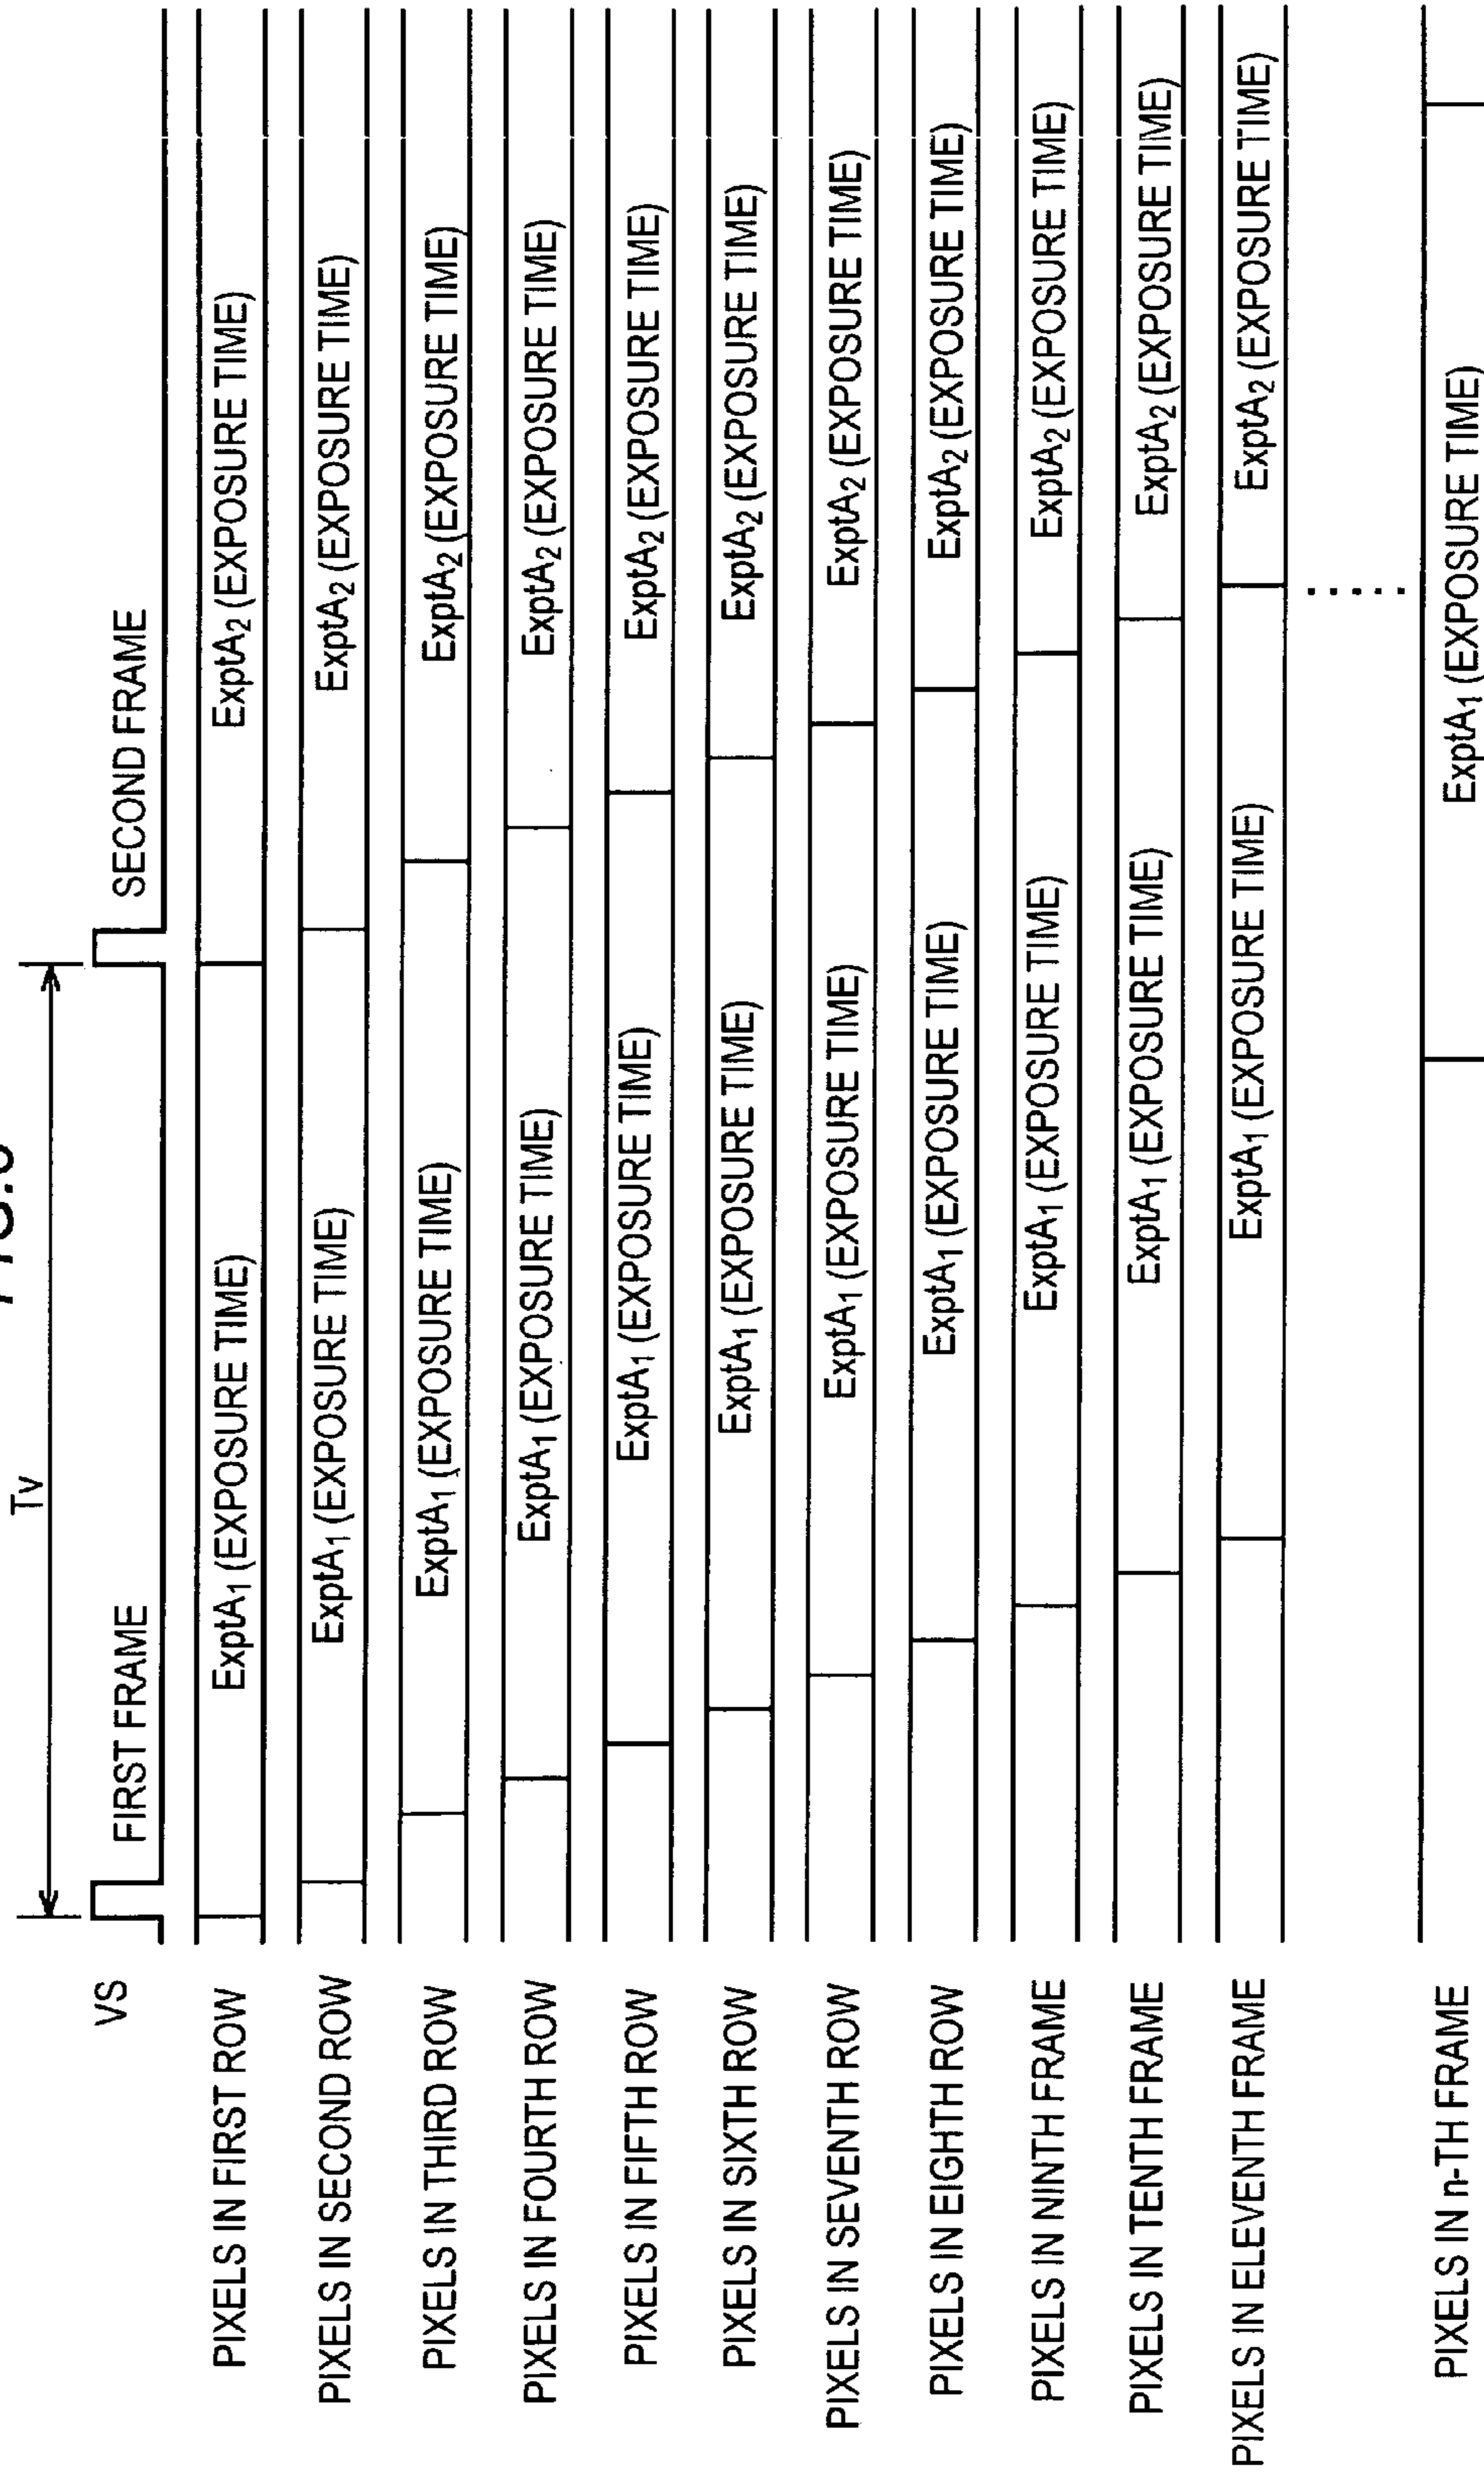 Tv
VS
FIRST FRAME
SECOND FRAME
PIXELS IN FIRST ROW
ExptA₁ (EXPOSURE TIME)
ExptA₂ (EXPOSURE TIME)
PIXELS IN SECOND ROW
ExptA₁ (EXPOSURE TIME)
ExptA₂ (EXPOSURE TIME)
PIXELS IN THIRD ROW
ExptA₁ (EXPOSURE TIME)
ExptA₂ (EXPOSURE TIME)
PIXELS IN FOURTH ROW
ExptA₁ (EXPOSURE TIME)
ExptA₂ (EXPOSURE TIME)
PIXELS IN FIFTH ROW
ExptA₁ (EXPOSURE TIME)
ExptA₂ (EXPOSURE TIME)
PIXELS IN SIXTH ROW
ExptA₁ (EXPOSURE TIME)
ExptA₂ (EXPOSURE TIME)
PIXELS IN SEVENTH ROW
ExptA₁ (EXPOSURE TIME)
ExptA₂ (EXPOSURE TIME)
PIXELS IN EIGHTH ROW
ExptA₁ (EXPOSURE TIME)
ExptA₂ (EXPOSURE TIME)
PIXELS IN NINTH FRAME
ExptA₁ (EXPOSURE TIME)
ExptA₂ (EXPOSURE TIME)
PIXELS IN TENTH FRAME
ExptA₁ (EXPOSURE TIME)
ExptA₂ (EXPOSURE TIME)
PIXELS IN ELEVENTH FRAME
ExptA₁ (EXPOSURE TIME)
ExptA₂ (EXPOSURE TIME)
PIXELS IN n-TH FRAME
ExptA₁ (EXPOSURE TIME)